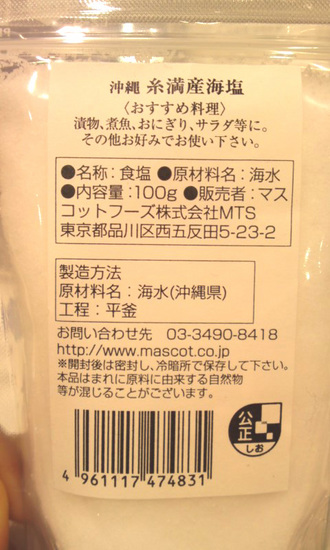 沖縄 糸満産海塩
〈おすすめ料理〉
漬物、煮魚、おにぎり、サラダ等に。
その他お好みでお使い下さい。
●名称：食塩 ●原材料名：海水
●内容量：100g ●販売者：マス
コットフーズ株式会社MTS
東京都品川区西五反田5-23-2
製造方法
原材料名：海水(沖縄県)
工程：平釜
お問い合わせ先 03-3490-8418
http://www.mascot.co.jp
※開封後は密封し、冷暗所で保存して下さい。
本品はまれに原料に由来する自然物
等が混じることがございます。
公正
しお
4 961117 474831